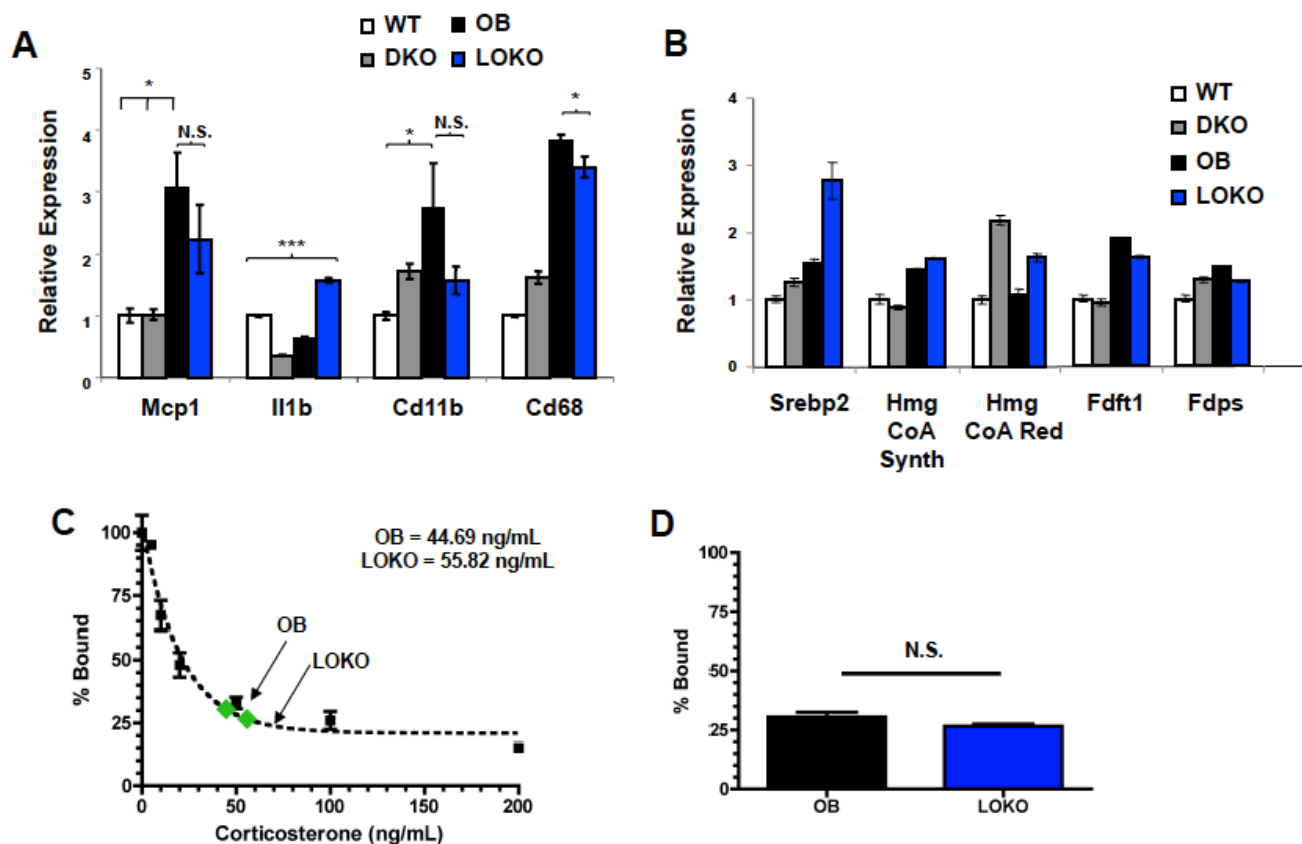 A
WT
OB
DKO
LOKO
Relative Expression
5
4
3
2
1
0
*
N.S.
***
*
N.S.
*
Mcp1
Il1b
Cd11b
Cd68
B
WT
DKO
OB
LOKO
Relative Expression
4
3
2
1
0
Srebp2
Hmg
CoA
Synth
Hmg
CoA Red
Fdft1
Fdps
C
OB = 44.69 ng/mL
LOKO = 55.82 ng/mL
% Bound
100
75
50
25
0
OB
LOKO
0
50
100
150
200
Corticosterone (ng/mL)
D
% Bound
100
75
50
25
0
N.S.
OB
LOKO